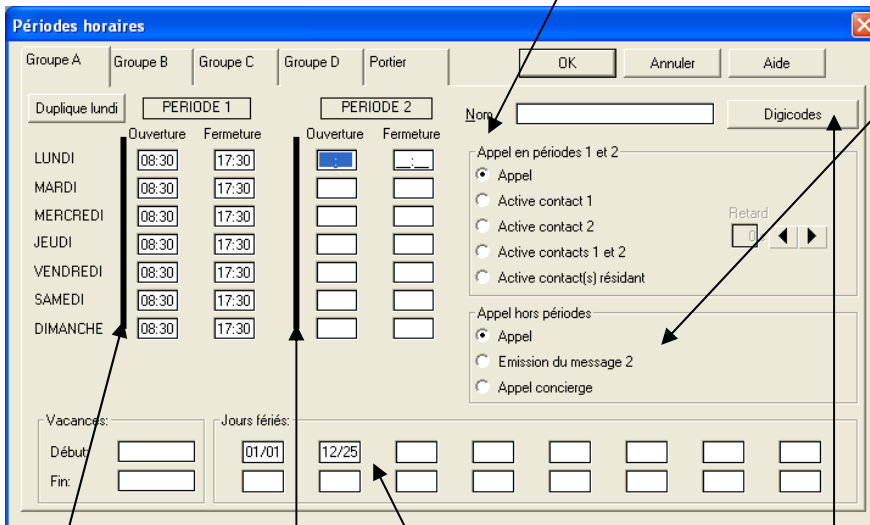 Périodes horaires
Groupe A Groupe B Groupe C Groupe D Portier OK Annuler Aide
Duplique lundi PERIODE 1 PERIODE 2 Nom Digicodes
Ouverture Fermeture Ouverture Fermeture
LUNDI 08:30 17:30 __:__ __:__
MARDI 08:30 17:30
MERCREDI 08:30 17:30
JEUDI 08:30 17:30
VENDREDI 08:30 17:30
SAMEDI 08:30 17:30
DIMANCHE 08:30 17:30
Appel en périodes 1 et 2
Appel
Active contact 1
Active contact 2
Active contacts 1 et 2
Active contact(s) résidant
Retard
0
Appel hors périodes
Appel
Emission du message 2
Appel concierge
Vacances:
Début:
Fin:
Jours fériés:
01/01 12/25